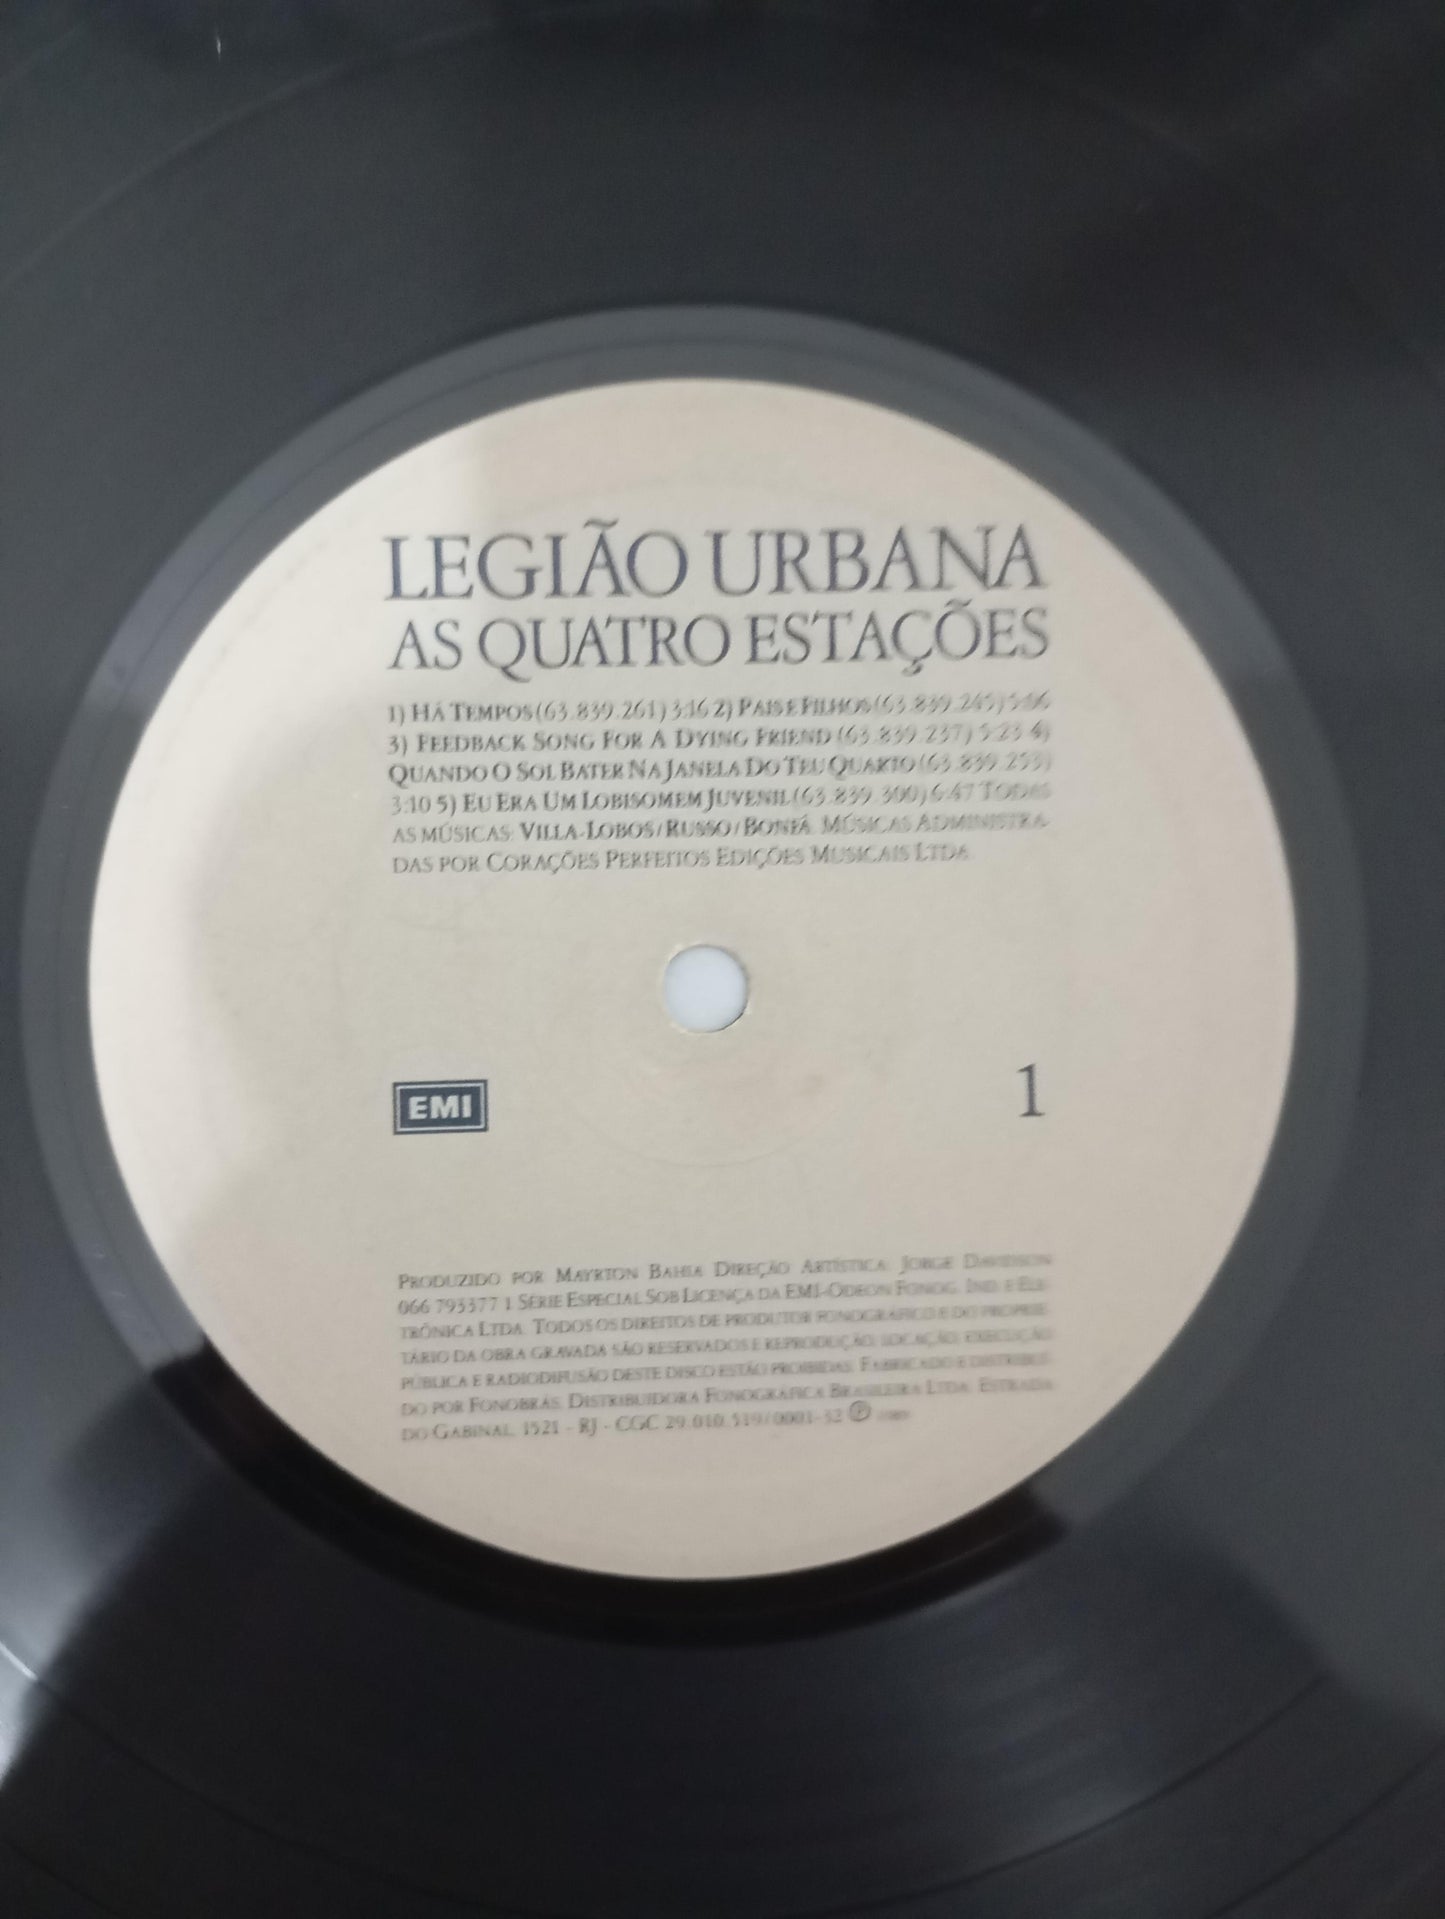 LEGIÃO URBANA
AS QUATRO ESTAÇÕES
1) HÁ TEMPOS (63.839.261) 3:16 2) PAIS E FILHOS (63.839.245) 5:06
3) FEEDBACK SONG FOR A DYING FRIEND (63.839.237) 5:23 4)
QUANDO O SOL BATER NA JANELA DO TEU QUARTO (63.839.253)
3:10 5) EU ERA UM LOBISOMEM JUVENIL (63.839.300) 6:47 TODAS
AS MÚSICAS: VILLA-LOBOS/RUSSO/BONFÁ. MÚSICAS ADMINISTRA-
DAS POR CORAÇÕES PERFEITOS EDIÇÕES MUSICAIS LTDA.
EMI
1
PRODUZIDO POR MAYRTON BAHIA DIREÇÃO ARTÍSTICA: JORGE DAVIDSON
066 793377 1 SÉRIE ESPECIAL SOB LICENÇA DA EMI-ODEON FONOG. IND. E ELE-
TRÔNICA LTDA. TODOS OS DIREITOS DE PRODUTOR FONOGRÁFICO E DO PROPRIE-
TÁRIO DA OBRA GRAVADA SÃO RESERVADOS E REPRODUÇÃO, LOCAÇÃO, EXECUÇÃO
PÚBLICA E RADIODIFUSÃO DESTE DISCO ESTÃO PROIBIDAS. FABRICADO E DISTRIBUÍ-
DO POR FONOBRÁS. DISTRIBUIDORA FONOGRÁFICA BRASILEIRA LTDA. ESTRADA
DO GABINAL, 1521 - RJ - CGC 29.010.519/0001-32 ℗